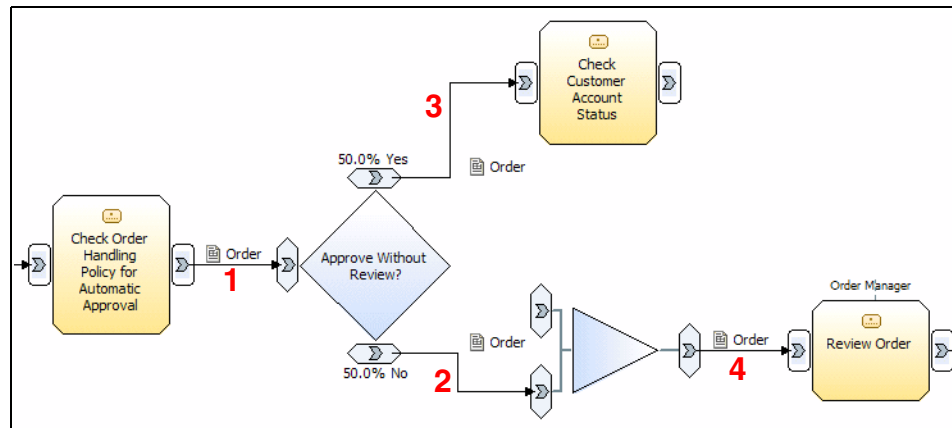 Check
Customer
Account
Status
3
50.0% Yes
Order
Check Order
Handling
Policy for
Automatic
Approval
Order
1
Approve Without
Review?
Order Manager
Order
50.0% No
2
Order
4
Review Order